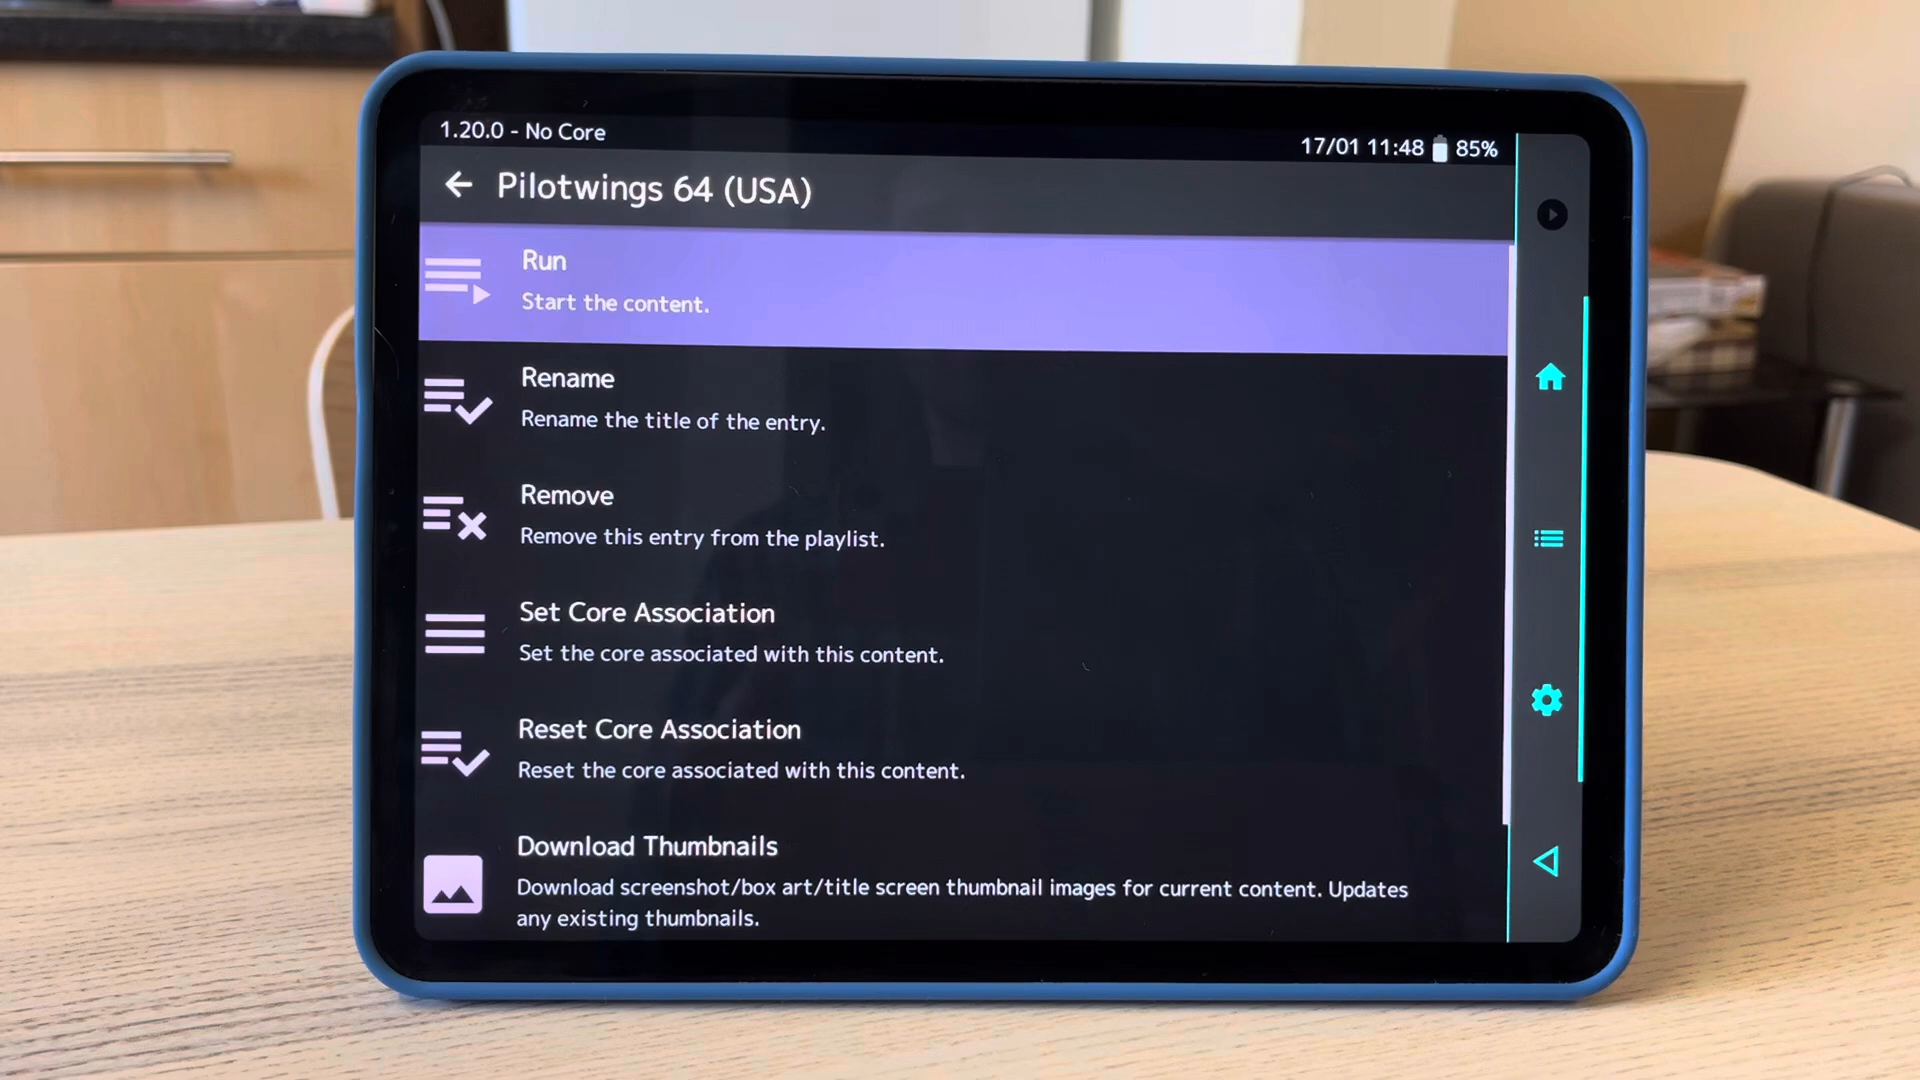 1.20.0 - No Core
17/01 11:48 85%
Pilotwings 64 (USA)
Run
Start the content.
Rename
Rename the title of the entry.
Remove
Remove this entry from the playlist.
Set Core Association
Set the core associated with this content.
Reset Core Association
Reset the core associated with this content.
Download Thumbnails
Download screenshot/box art/title screen thumbnail images for current content. Updates
any existing thumbnails.